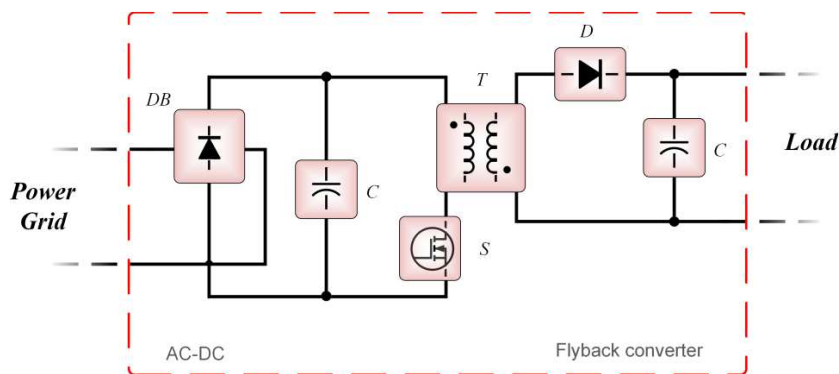 D
DB
T
C
Power
Grid
C
Load
S
AC-DC
Flyback converter